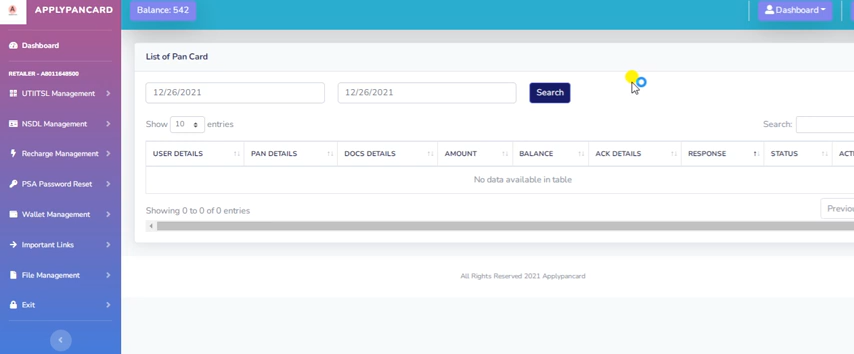 APPLYPANCARD
Balance: 542
Dashboard
Dashboard
RETAILER - A8011649500
UTIITSL Management
NSDL Management
Recharge Management
PSA Password Reset
Wallet Management
Important Links
File Management
Exit
List of Pan Card
12/26/2021 12/26/2021 Search
Show 10 entries Search:
USER DETAILS PAN DETAILS DOCS DETAILS AMOUNT BALANCE ACK DETAILS RESPONSE STATUS ACTI
No data available in table
Showing 0 to 0 of 0 entries Previou
All Rights Reserved 2021 Applypancard